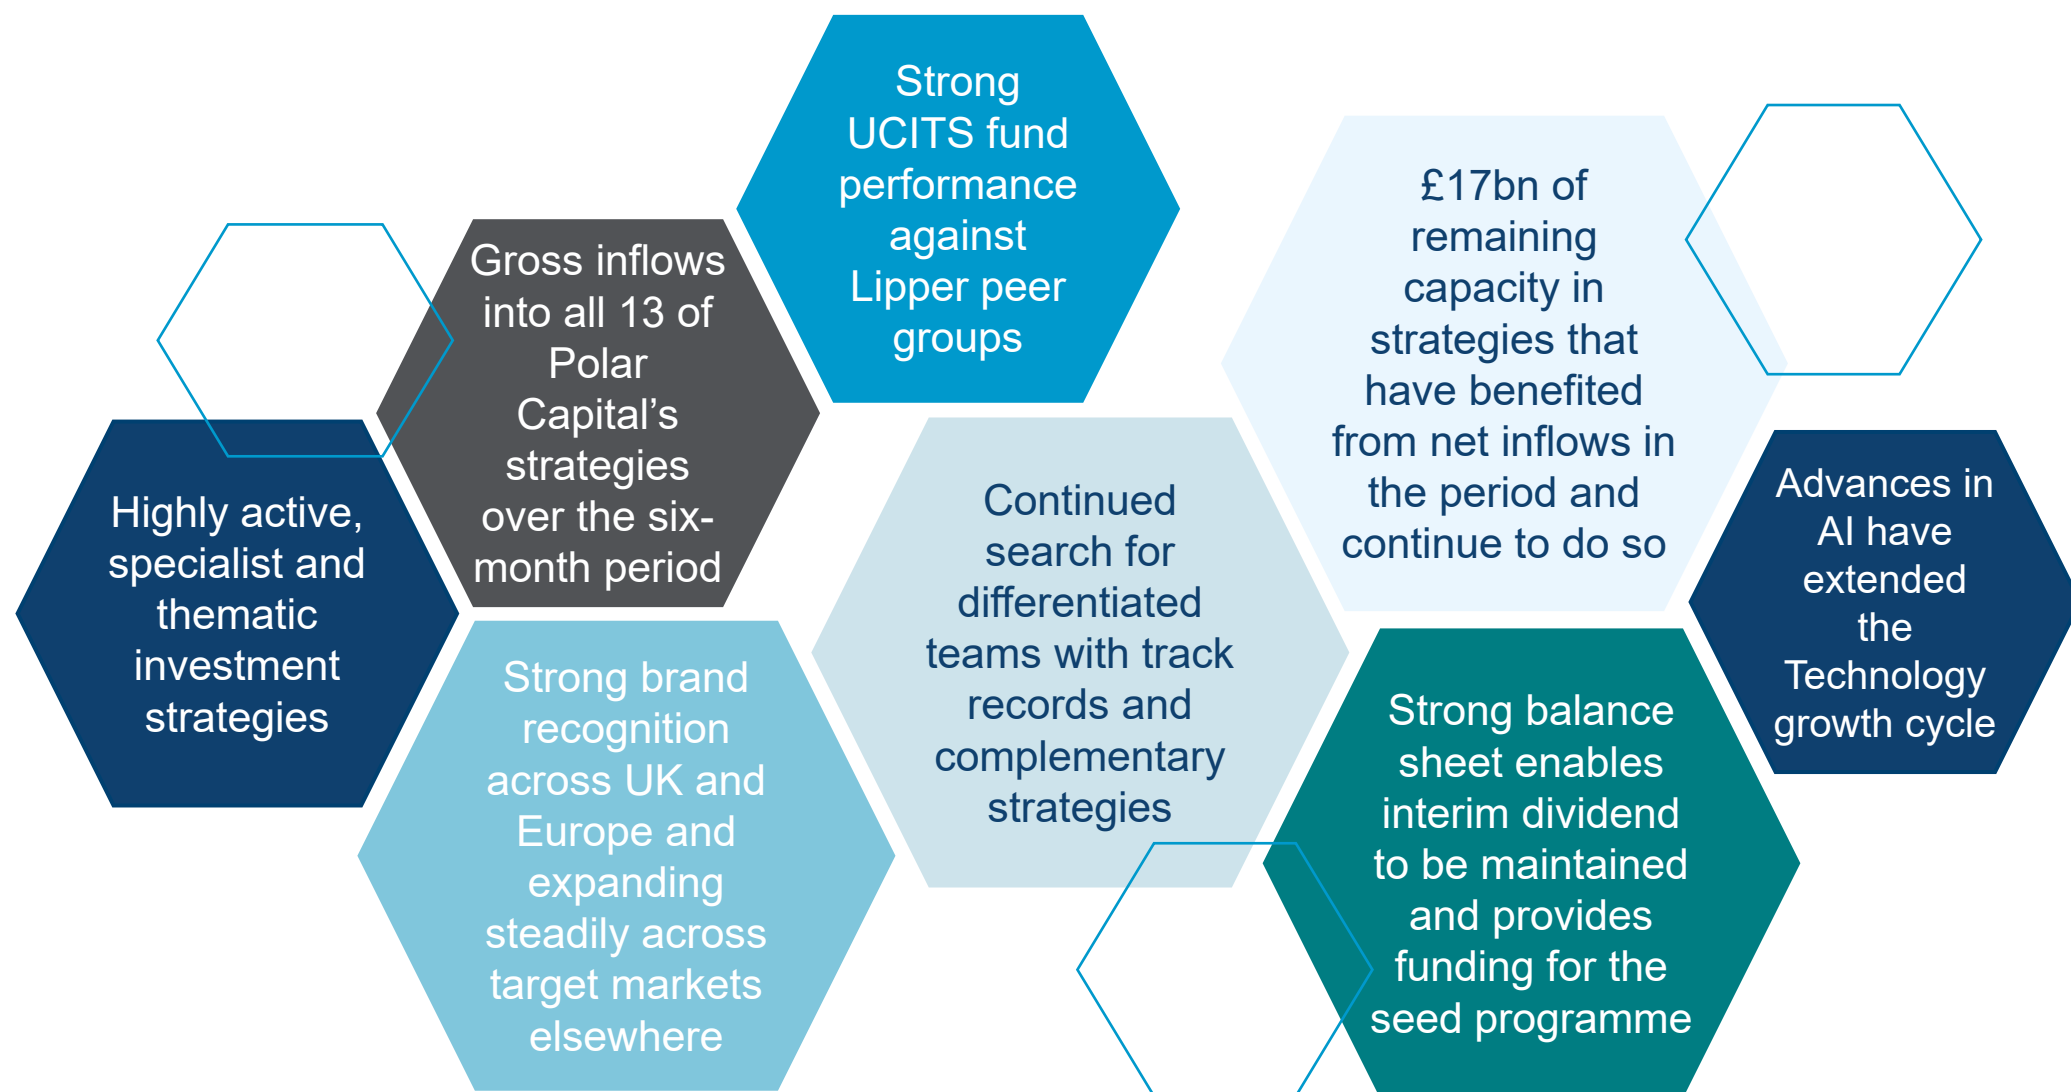 Strong
UCITS fund
performance
against
Lipper peer
groups
£17bn of
remaining
capacity in
strategies that
have benefited
from net inflows in
the period and
continue to do so
Gross inflows
into all 13 of
Polar
Capital’s
strategies
over the six-
month period
Highly active,
specialist and
thematic
investment
strategies
Continued
search for
differentiated
teams with track
records and
complementary
strategies
Advances in
AI have
extended
the
Technology
growth cycle
Strong brand
recognition
across UK and
Europe and
expanding
steadily across
target markets
elsewhere
Strong balance
sheet enables
interim dividend
to be maintained
and provides
funding for the
seed programme